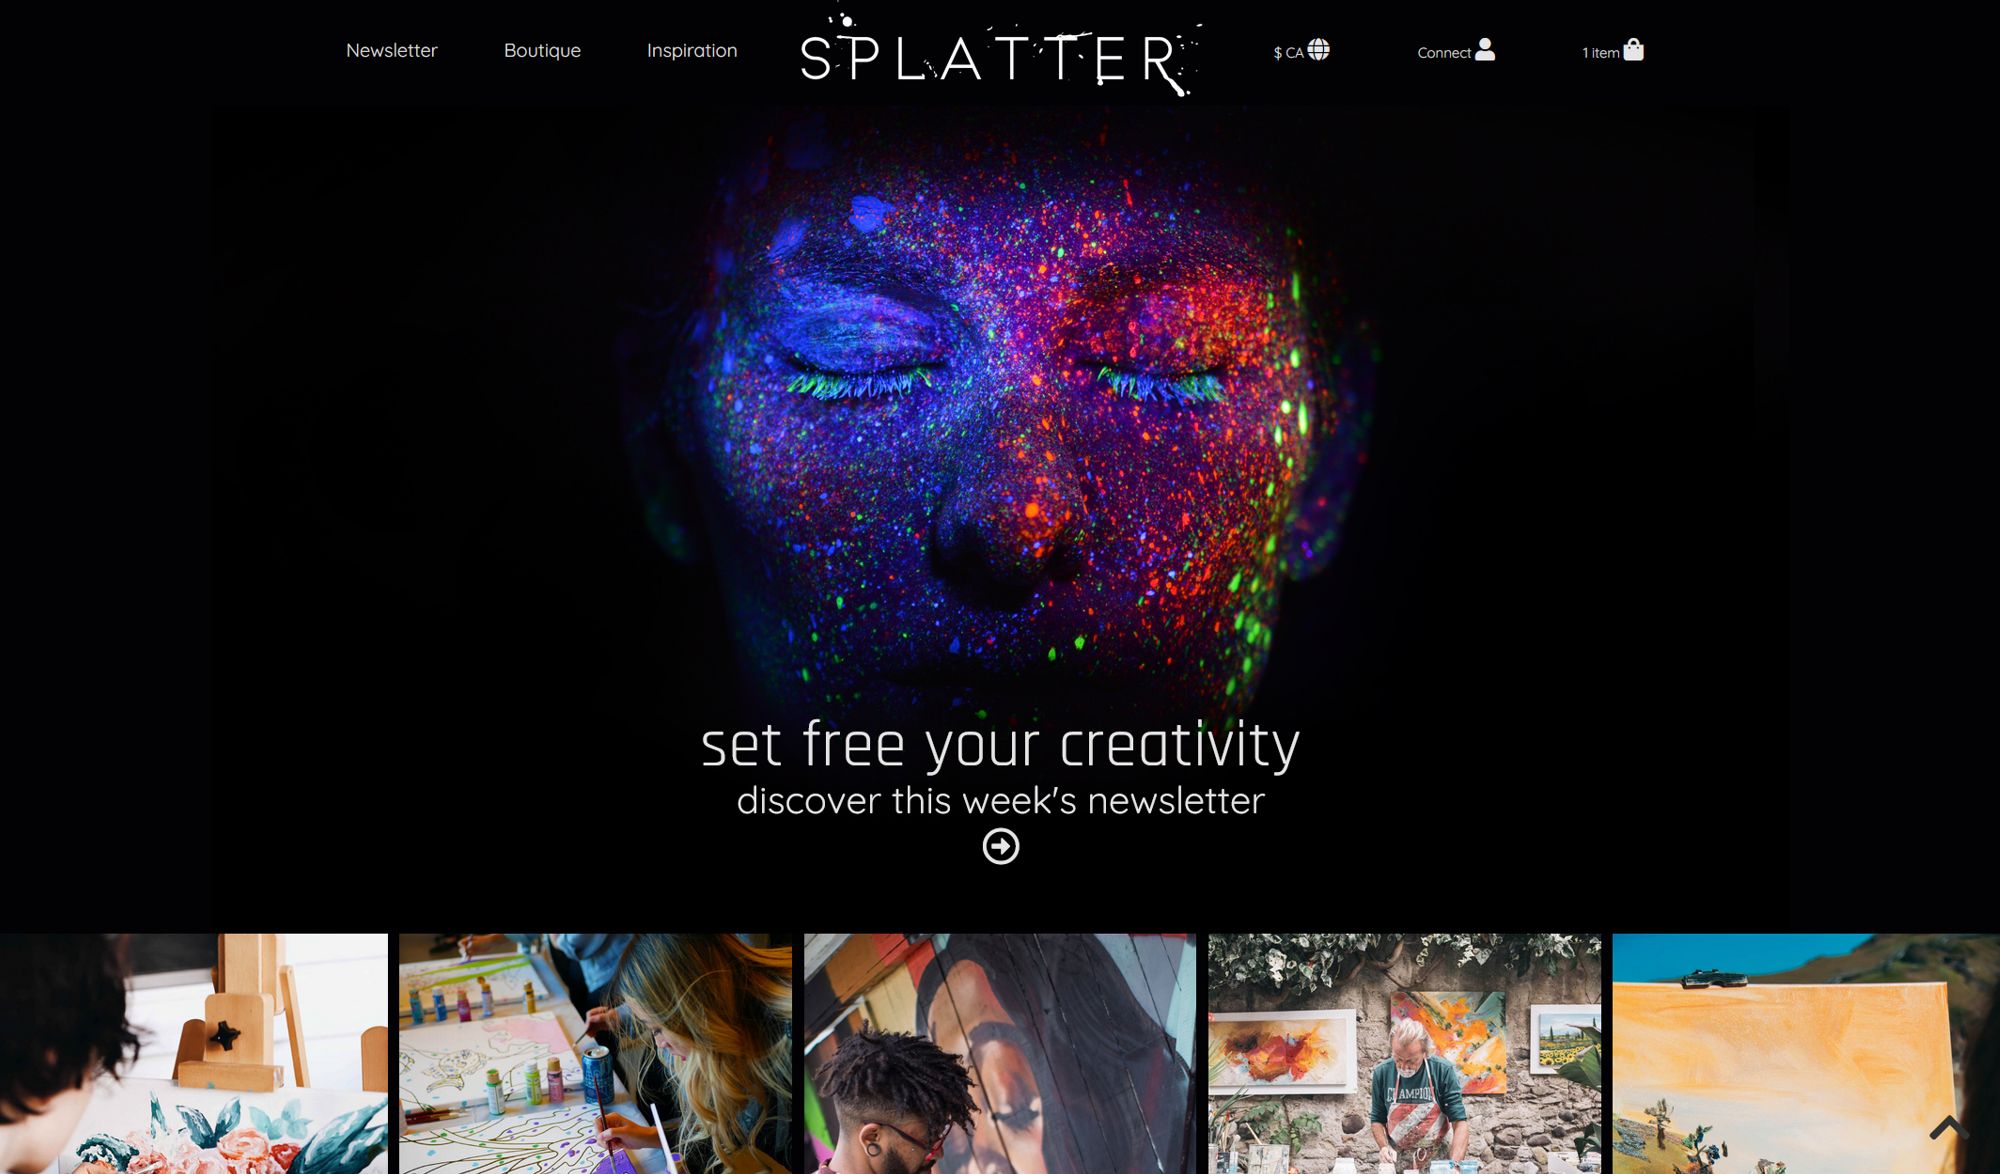 Newsletter
Boutique
Inspiration
SPLATTER
$ CA
Connect
1 item
set free your creativity
discover this week's newsletter
CHAMPION